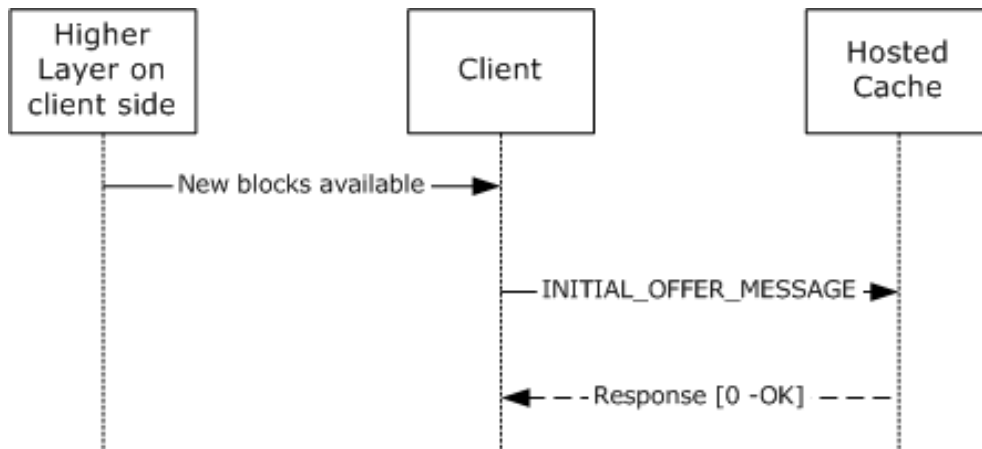 Higher
Layer on
client side
Client
Hosted
Cache
New blocks available
INITIAL_OFFER_MESSAGE
Response [0 -OK]